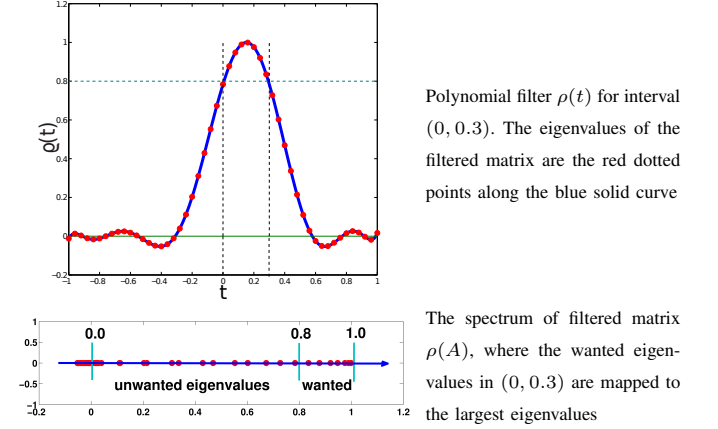 1.2
1
0.8
0.6
0.4
0.2
0
−0.2
ϱ(t)
−1 −0.8 −0.6 −0.4 −0.2 0 0.2 0.4 0.6 0.8 1
t
Polynomial filter ρ(t) for interval
(0, 0.3). The eigenvalues of the
filtered matrix are the red dotted
points along the blue solid curve
1
0.5
0
−0.5
−1
0.0 0.8 1.0
unwanted eigenvalues wanted
−0.2 0 0.2 0.4 0.6 0.8 1 1.2
The spectrum of filtered matrix
ρ(A), where the wanted eigen-
values in (0, 0.3) are mapped to
the largest eigenvalues